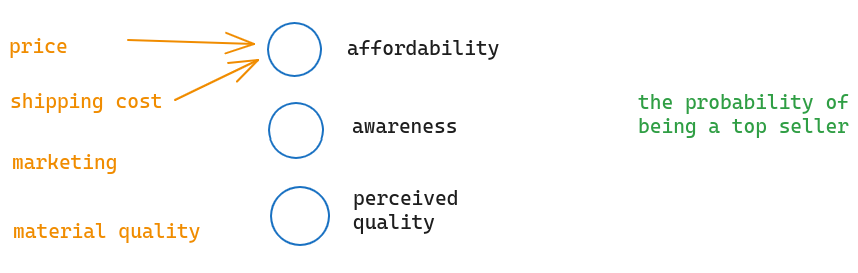 price
affordability
shipping cost
awareness
the probability of
being a top seller
marketing
perceived
quality
material quality